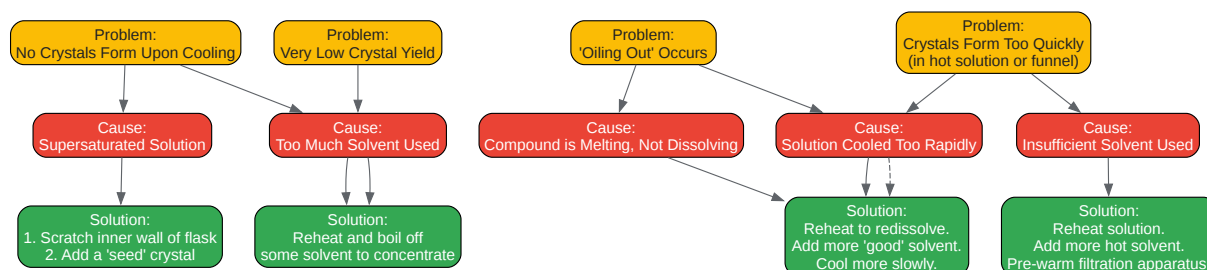 Problem:
No Crystals Form Upon Cooling
Problem:
Very Low Crystal Yield
Problem:
'Oiling Out' Occurs
Problem:
Crystals Form Too Quickly
(in hot solution or funnel)
Cause:
Supersaturated Solution
Cause:
Too Much Solvent Used
Cause:
Compound is Melting, Not Dissolving
Cause:
Solution Cooled Too Rapidly
Cause:
Insufficient Solvent Used
Solution:
1. Scratch inner wall of flask
2. Add a 'seed' crystal
Solution:
Reheat and boil off
some solvent to concentrate
Solution:
Reheat to redissolve.
Add more 'good' solvent.
Cool more slowly.
Solution:
Reheat solution.
Add more hot solvent.
Pre-warm filtration apparatus